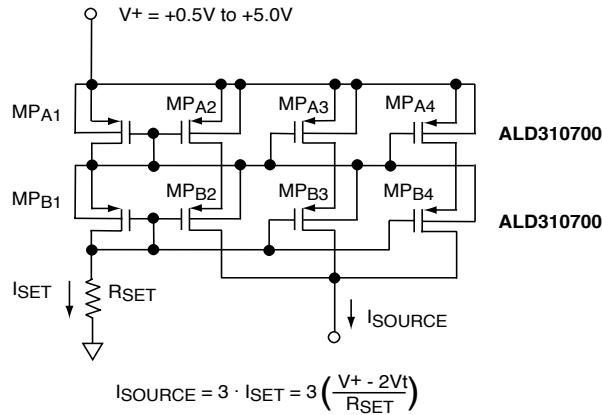 V+ = +0.5V to +5.0V
MPA1
MPA2
MPA3
MPA4
ALD310700
MPB1
MPB2
MPB3
MPB4
ALD310700
ISET
RSET
ISOURCE
ISOURCE = 3 · ISET = 3 (V+ - 2Vt / RSET)